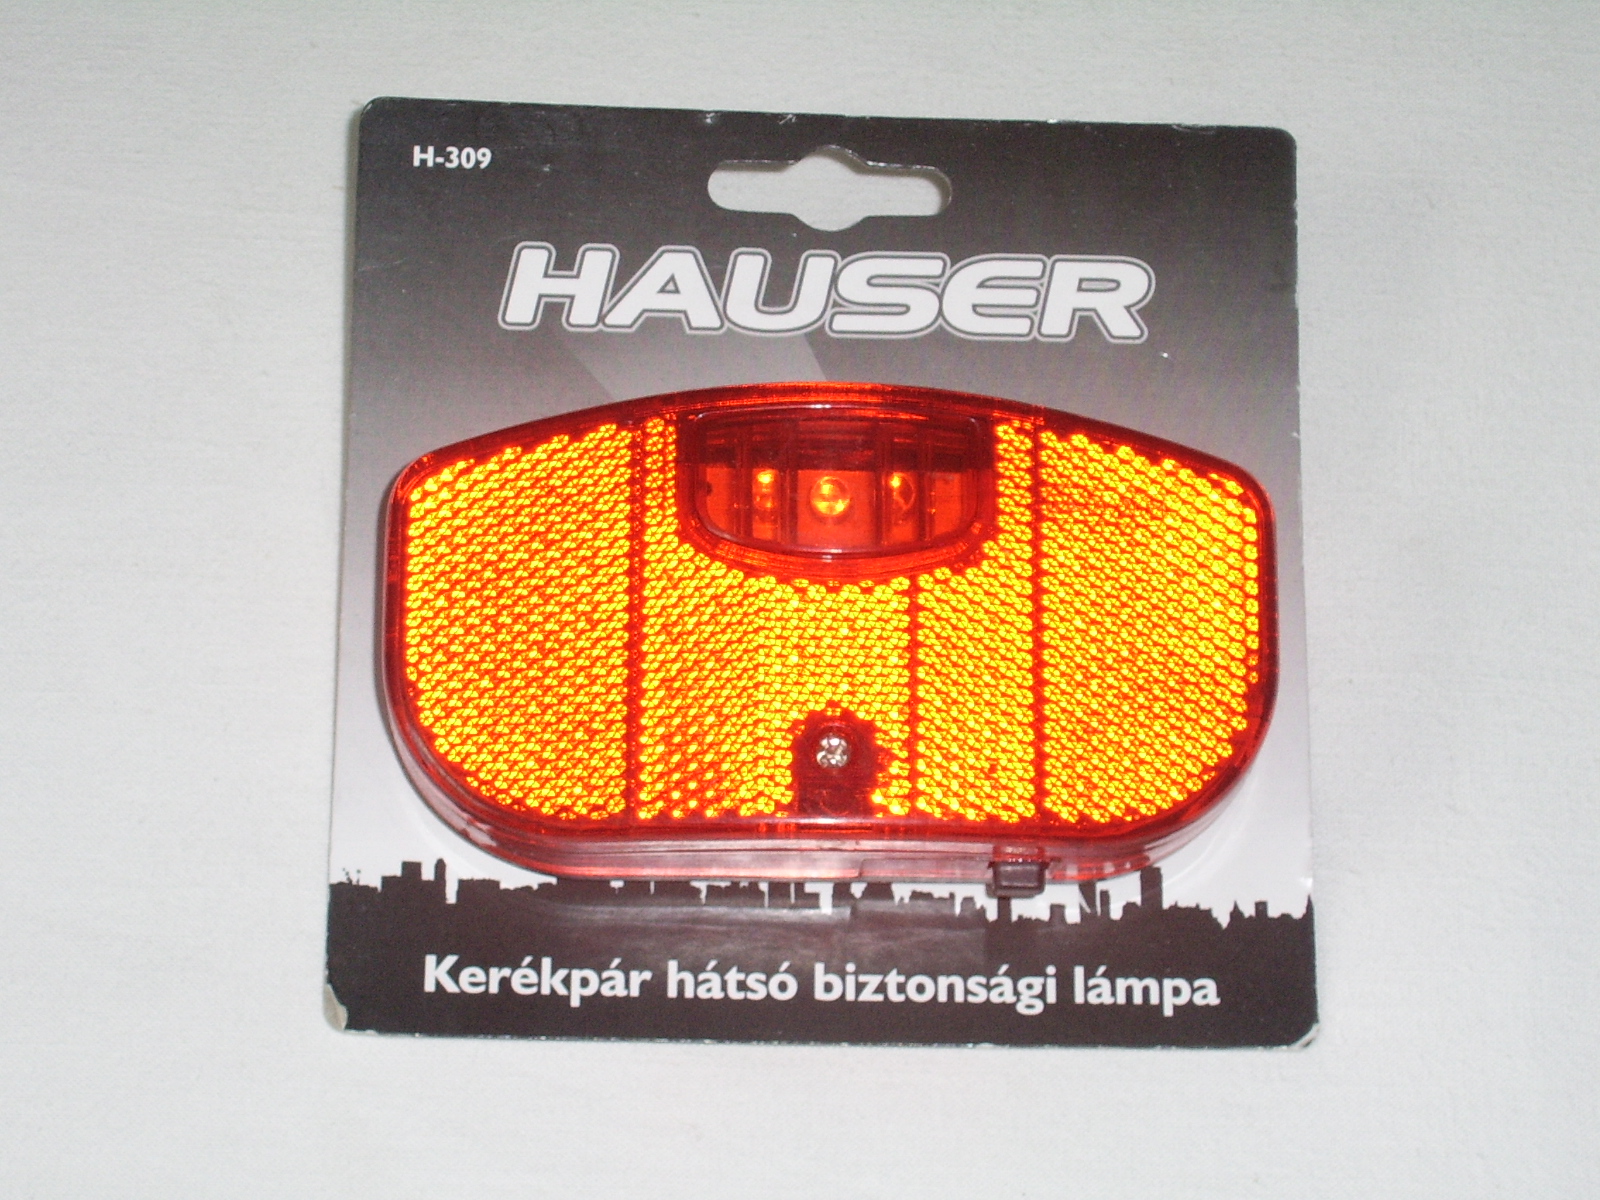 H-309
HAUSER
Kerékpár hátsó biztonsági lámpa